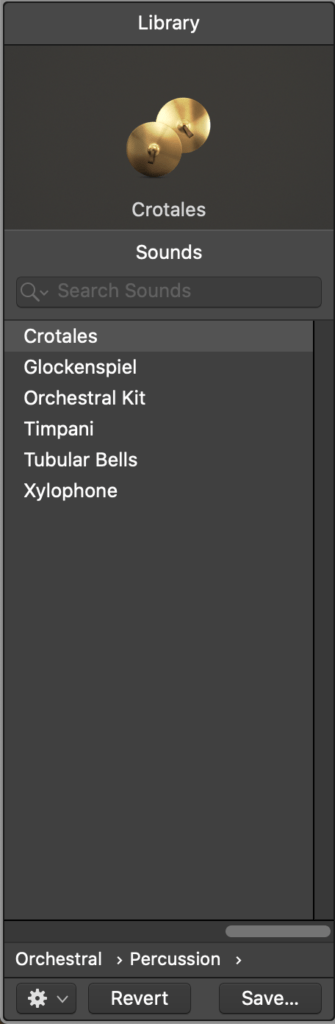 Library
Crotales
Sounds
Search Sounds
Crotales
Glockenspiel
Orchestral Kit
Timpani
Tubular Bells
Xylophone
Orchestral › Percussion ›
Revert Save...